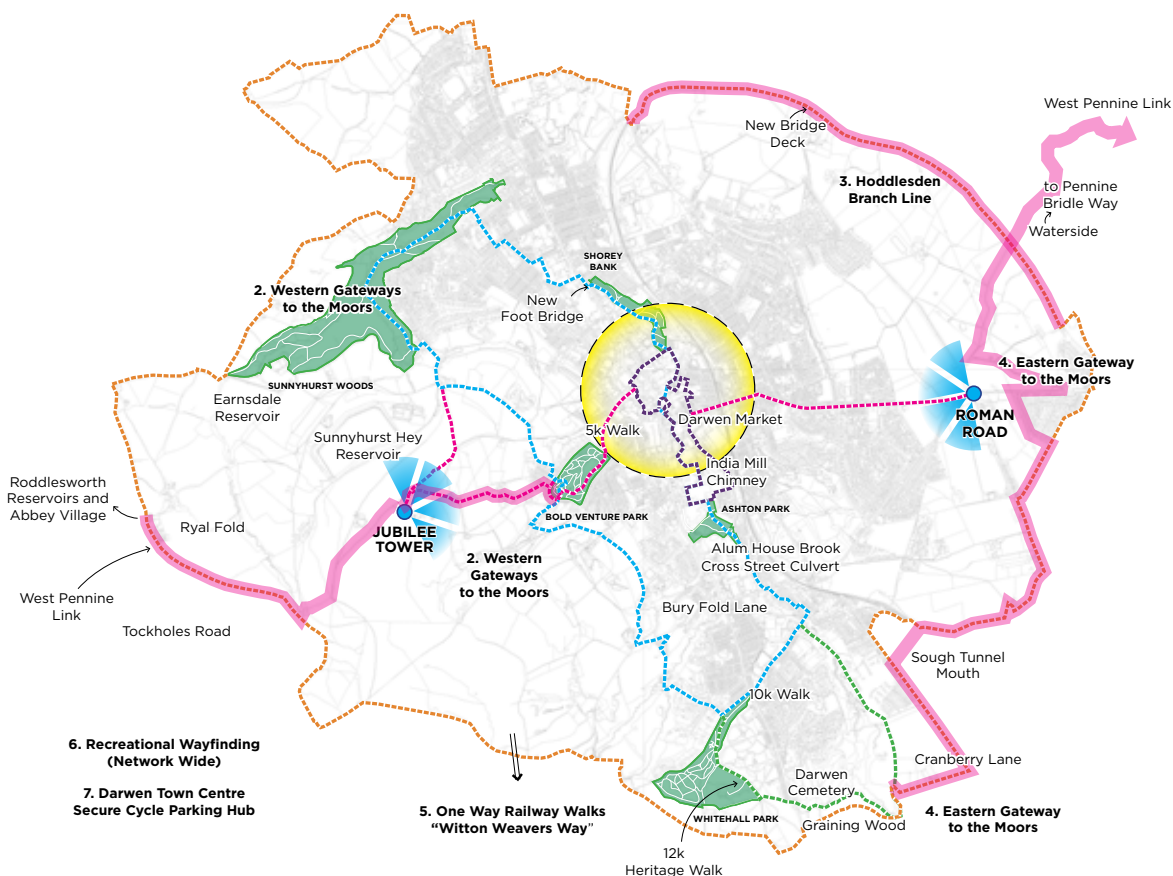 West Pennine Link
New Bridge
Deck
3. Hoddlesden
Branch Line
to Pennine
Bridle Way
Waterside
SHOREY
BANK
2. Western Gateways
to the Moors
New
Foot Bridge
4. Eastern Gateway
to the Moors
SUNNYHURST WOODS
Earnsdale
Reservoir
ROMAN
ROAD
Darwen Market
5k Walk
Sunnyhurst Hey
Reservoir
India Mill
Chimney
Roddlesworth
Reservoirs and
Abbey Village
Ryal Fold
BOLD VENTURE PARK
ASHTON PARK
JUBILEE
TOWER
Alum House Brook
Cross Street Culvert
2. Western
Gateways
to the Moors
West Pennine
Link
Bury Fold Lane
Tockholes Road
Sough Tunnel
Mouth
10k Walk
6. Recreational Wayfinding
(Network Wide)
Cranberry Lane
7. Darwen Town Centre
Secure Cycle Parking Hub
Darwen
Cemetery
5. One Way Railway Walks
“Witton Weavers Way”
WHITEHALL PARK
Graining Wood
4. Eastern Gateway
to the Moors
12k
Heritage Walk